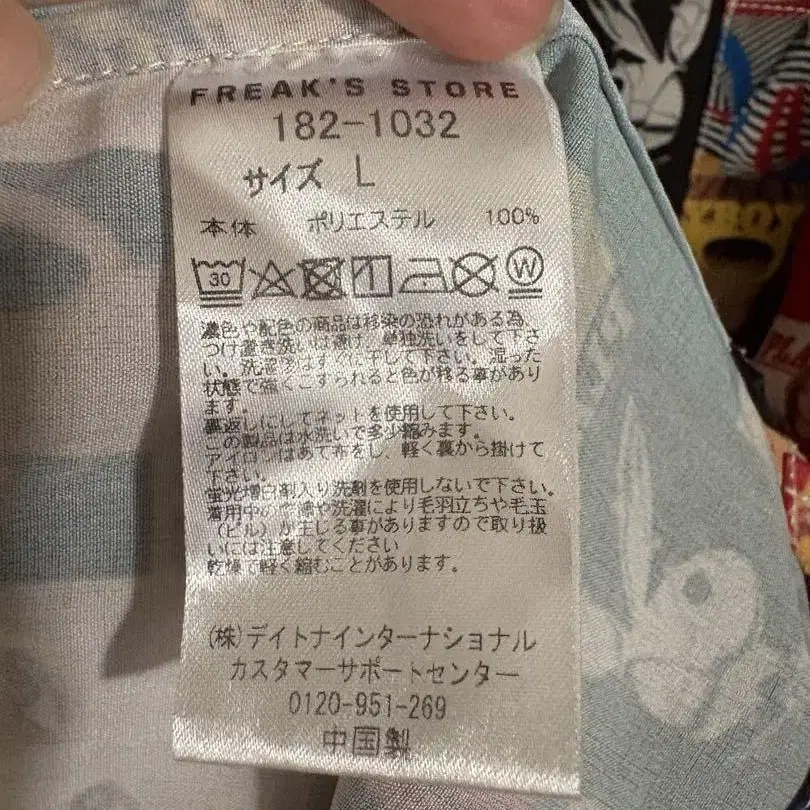 FREAK'S STORE
182-1032
サイズ L
本体 ポリエステル 100%
30
W
濃色や配色の商品は移染の恐れがある為、
つけ置き洗いは避け、単独洗いをして下さ
い。洗濯後はすぐに干して下さい。湿った
状態で強くこすられると色が移る事があり
ます。
裏返しにしてネットを使用して下さい。
この製品は水洗いで多少縮みます。
アイロンはあて布をし、軽く裏から掛けて
下さい。
蛍光増白剤入り洗剤を使用しないで下さい。
着用中の摩擦や洗濯により毛羽立ちや毛玉
(ピル)が生じる事がありますので取り扱
いには注意してください
乾燥で軽く縮むことがあります。
(株)デイトナインターナショナル
カスタマーサポートセンター
0120-951-269
中国製